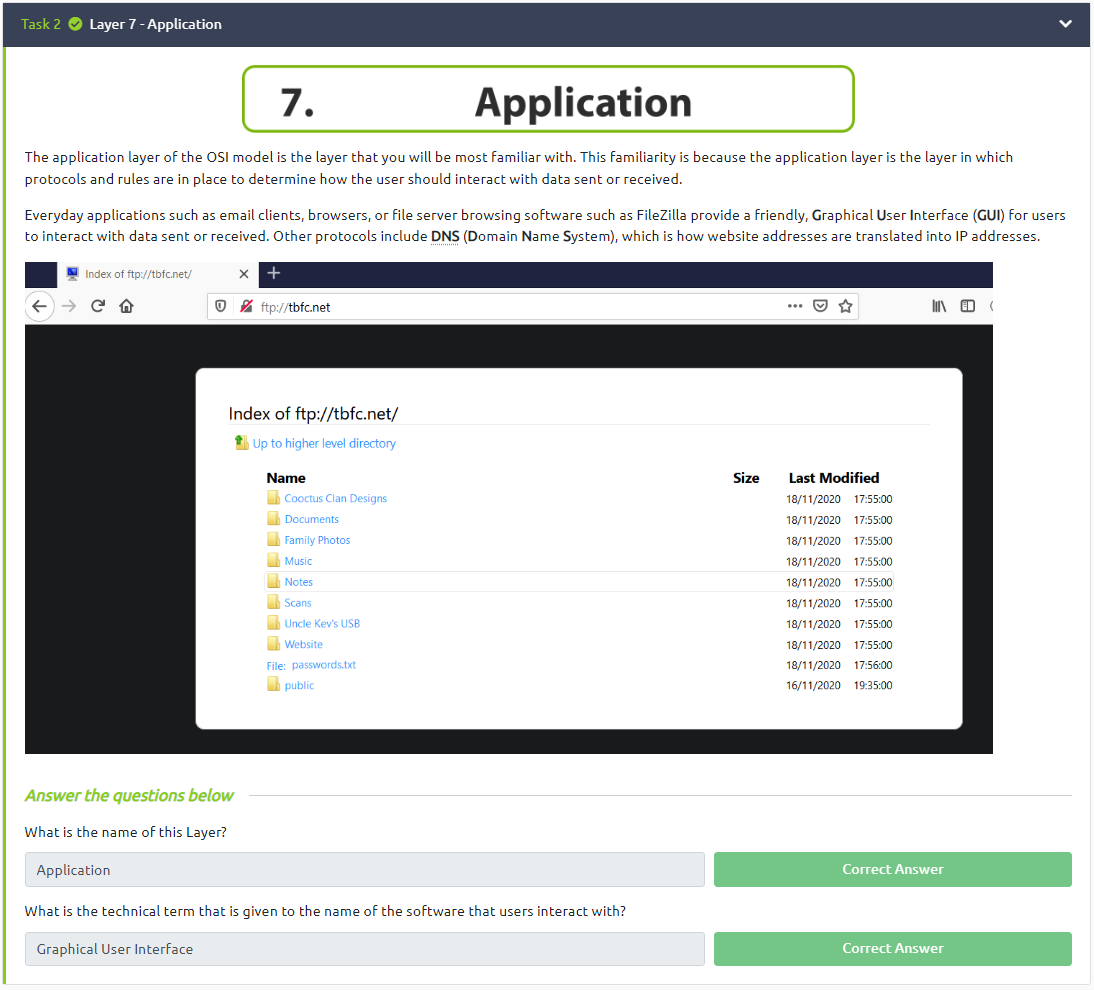 Task 2 Layer 7 - Application
7. Application
The application layer of the OSI model is the layer that you will be most familiar with. This familiarity is because the application layer is the layer in which
protocols and rules are in place to determine how the user should interact with data sent or received.
Everyday applications such as email clients, browsers, or file server browsing software such as FileZilla provide a friendly, Graphical User Interface (GUI) for users
to interact with data sent or received. Other protocols include DNS (Domain Name System), which is how website addresses are translated into IP addresses.
Index of ftp://tbfc.net/
ftp://tbfc.net
Index of ftp://tbfc.net/
Up to higher level directory
Name Size Last Modified
Cooctus Clan Designs 18/11/2020 17:55:00
Documents 18/11/2020 17:55:00
Family Photos 18/11/2020 17:55:00
Music 18/11/2020 17:55:00
Notes 18/11/2020 17:55:00
Scans 18/11/2020 17:55:00
Uncle Kev's USB 18/11/2020 17:55:00
Website 18/11/2020 17:55:00
File: passwords.txt 18/11/2020 17:56:00
public 16/11/2020 19:35:00
Answer the questions below
What is the name of this Layer?
Application Correct Answer
What is the technical term that is given to the name of the software that users interact with?
Graphical User Interface Correct Answer